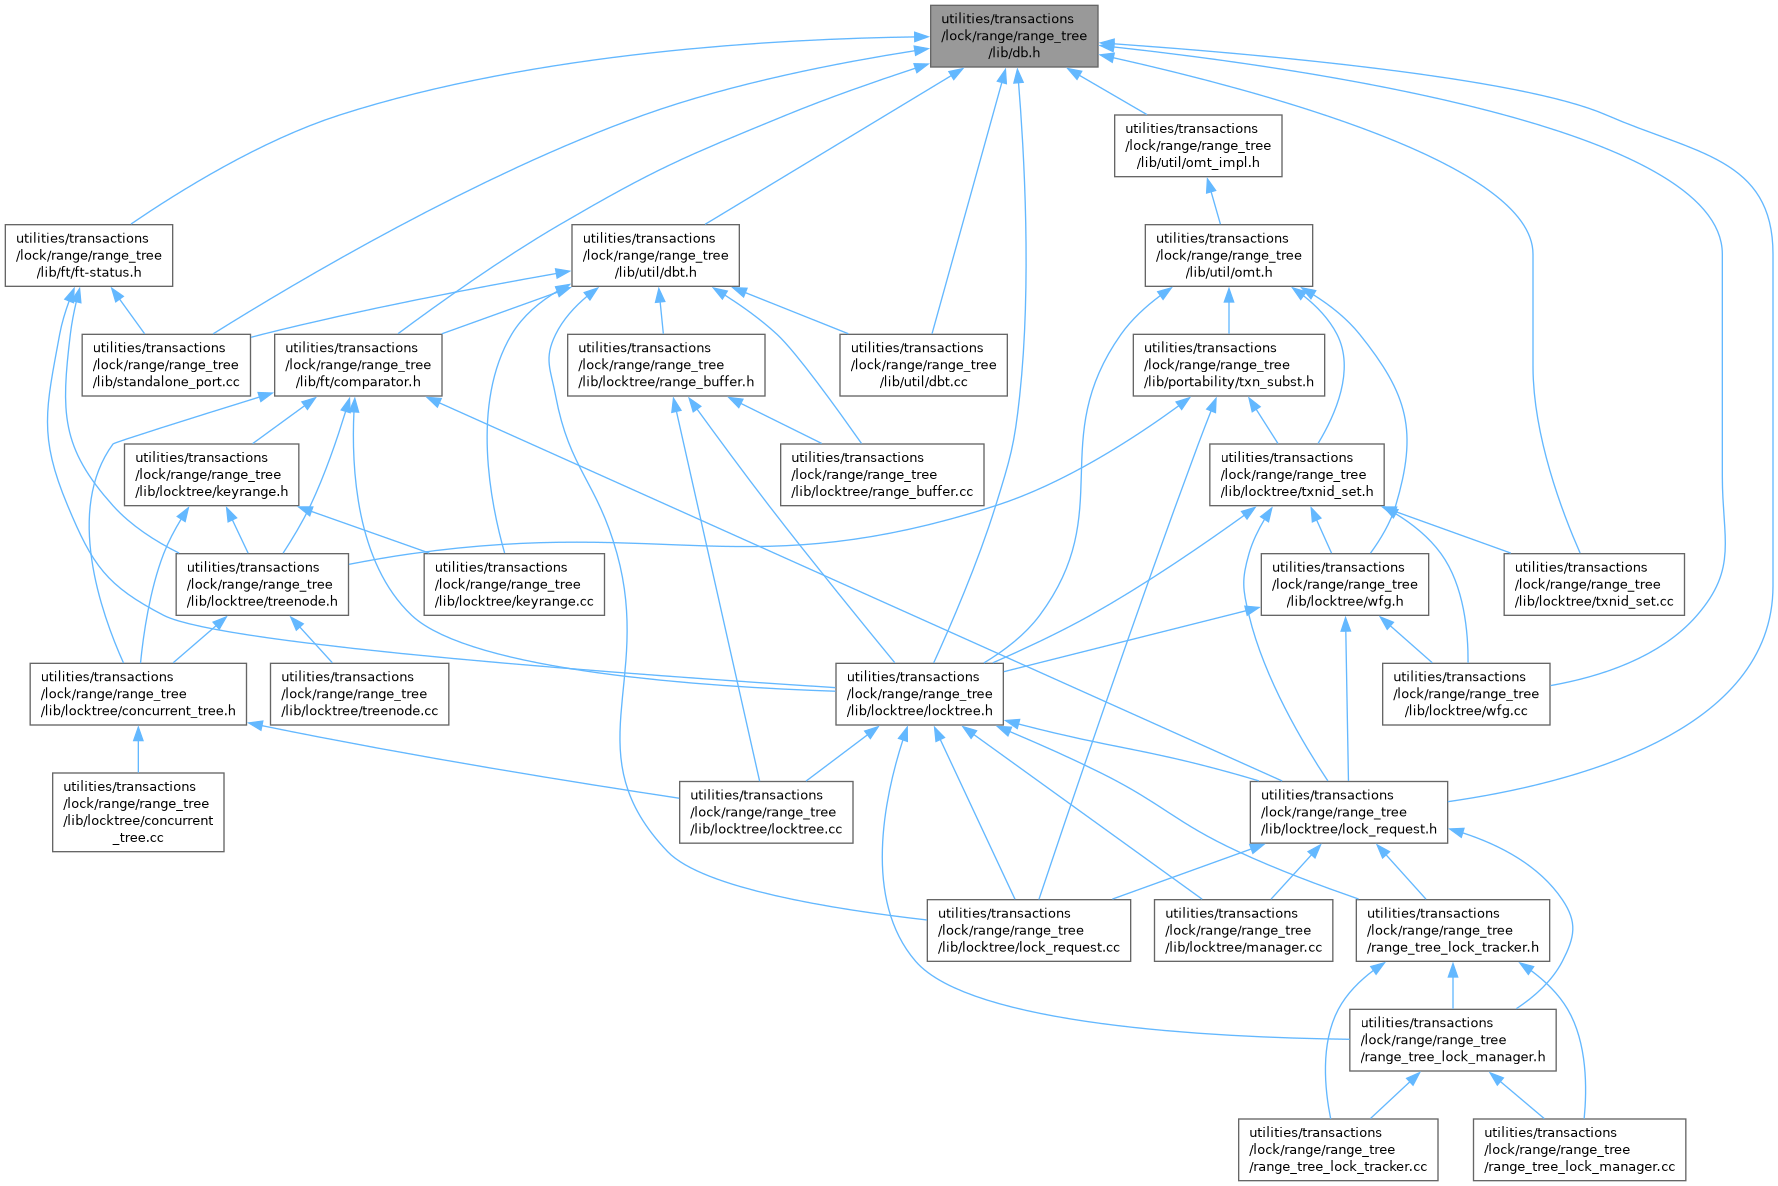 utilities/transactions
/lock/range/range_tree
/lib/db.h
utilities/transactions
/lock/range/range_tree
/lib/util/omt_impl.h
utilities/transactions
/lock/range/range_tree
/lib/ft/ft-status.h
utilities/transactions
/lock/range/range_tree
/lib/util/dbt.h
utilities/transactions
/lock/range/range_tree
/lib/util/omt.h
utilities/transactions
/lock/range/range_tree
/lib/standalone_port.cc
utilities/transactions
/lock/range/range_tree
/lib/ft/comparator.h
utilities/transactions
/lock/range/range_tree
/lib/locktree/range_buffer.h
utilities/transactions
/lock/range/range_tree
/lib/util/dbt.cc
utilities/transactions
/lock/range/range_tree
/lib/portability/txn_subst.h
utilities/transactions
/lock/range/range_tree
/lib/locktree/keyrange.h
utilities/transactions
/lock/range/range_tree
/lib/locktree/range_buffer.cc
utilities/transactions
/lock/range/range_tree
/lib/locktree/txnid_set.h
utilities/transactions
/lock/range/range_tree
/lib/locktree/treenode.h
utilities/transactions
/lock/range/range_tree
/lib/locktree/keyrange.cc
utilities/transactions
/lock/range/range_tree
/lib/locktree/wfg.h
utilities/transactions
/lock/range/range_tree
/lib/locktree/txnid_set.cc
utilities/transactions
/lock/range/range_tree
/lib/locktree/concurrent_tree.h
utilities/transactions
/lock/range/range_tree
/lib/locktree/treenode.cc
utilities/transactions
/lock/range/range_tree
/lib/locktree/locktree.h
utilities/transactions
/lock/range/range_tree
/lib/locktree/wfg.cc
utilities/transactions
/lock/range/range_tree
/lib/locktree/concurrent
_tree.cc
utilities/transactions
/lock/range/range_tree
/lib/locktree/locktree.cc
utilities/transactions
/lock/range/range_tree
/lib/locktree/lock_request.h
utilities/transactions
/lock/range/range_tree
/lib/locktree/lock_request.cc
utilities/transactions
/lock/range/range_tree
/lib/locktree/manager.cc
utilities/transactions
/lock/range/range_tree
/range_tree_lock_tracker.h
utilities/transactions
/lock/range/range_tree
/range_tree_lock_manager.h
utilities/transactions
/lock/range/range_tree
/range_tree_lock_tracker.cc
utilities/transactions
/lock/range/range_tree
/range_tree_lock_manager.cc